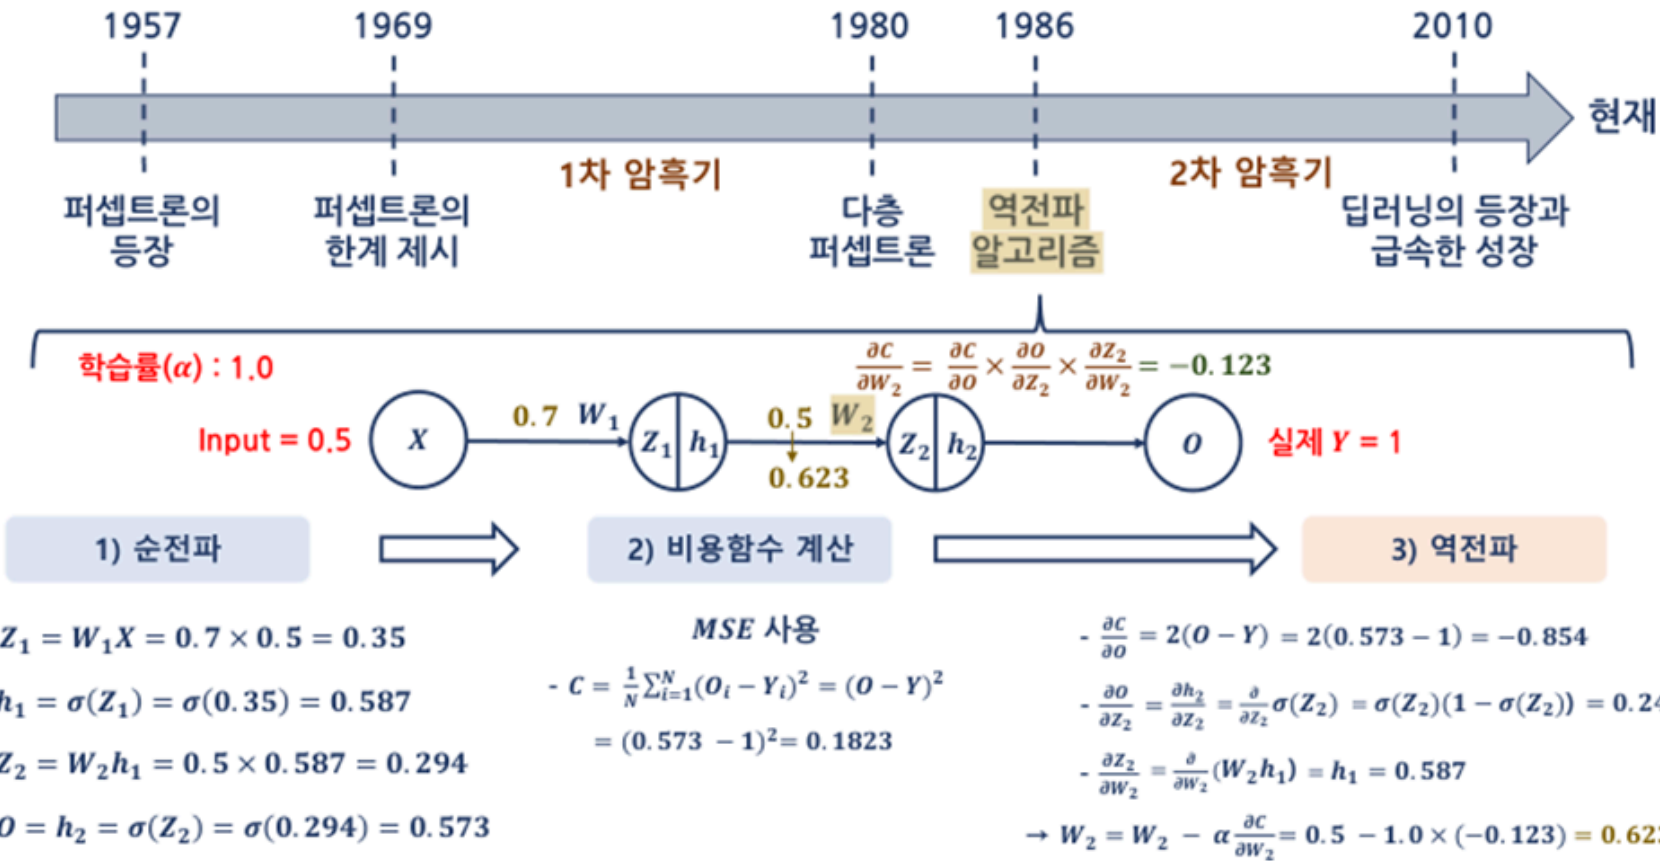 1957 1969 1980 1986 2010
현재
1차 암흑기 2차 암흑기
퍼셉트론의 등장
퍼셉트론의 한계 제시
다층 퍼셉트론
역전파 알고리즘
딥러닝의 등장과 급속한 성장
학습률(α) : 1.0
∂C/∂W₂ = ∂C/∂O × ∂O/∂Z₂ × ∂Z₂/∂W₂ = −0.123
Input = 0.5 X 0.7 W₁ Z₁ h₁ 0.5 W₂ Z₂ h₂ O 실제 Y = 1
0.623
1) 순전파 2) 비용함수 계산 3) 역전파
Z₁ = W₁X = 0.7 × 0.5 = 0.35
h₁ = σ(Z₁) = σ(0.35) = 0.587
Z₂ = W₂h₁ = 0.5 × 0.587 = 0.294
O = h₂ = σ(Z₂) = σ(0.294) = 0.573
MSE 사용
- C = 1/N Σᵢ₌₁ᴺ (Oᵢ − Yᵢ)² = (O − Y)²
= (0.573 − 1)² = 0.1823
- ∂C/∂O = 2(O − Y) = 2(0.573 − 1) = −0.854
- ∂O/∂Z₂ = ∂h₂/∂Z₂ = ∂/∂Z₂ σ(Z₂) = σ(Z₂)(1 − σ(Z₂)) = 0.24
- ∂Z₂/∂W₂ = ∂/∂W₂ (W₂h₁) = h₁ = 0.587
→ W₂ = W₂ − α ∂C/∂W₂ = 0.5 − 1.0 × (−0.123) = 0.623